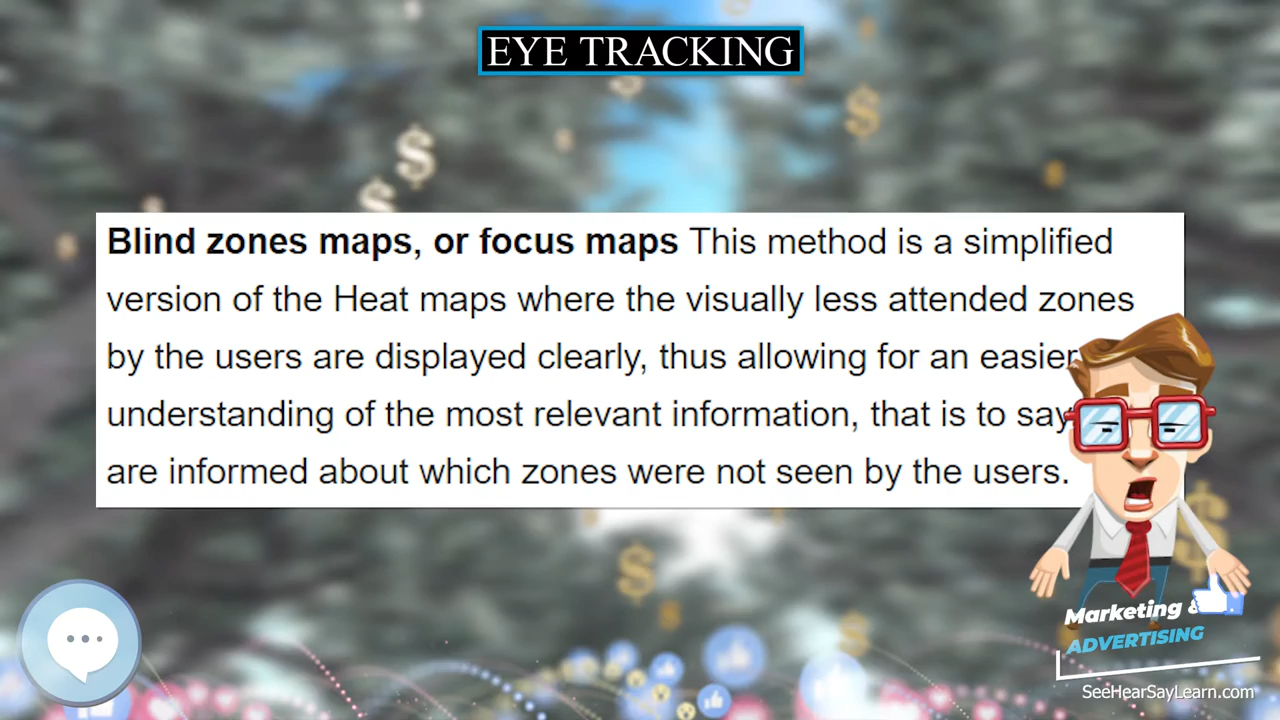 EYE TRACKING
Blind zones maps, or focus maps This method is a simplified
version of the Heat maps where the visually less attended zones
by the users are displayed clearly, thus allowing for an easier
understanding of the most relevant information, that is to say
are informed about which zones were not seen by the users.
Marketing &
ADVERTISING
SeeHearSayLearn.com